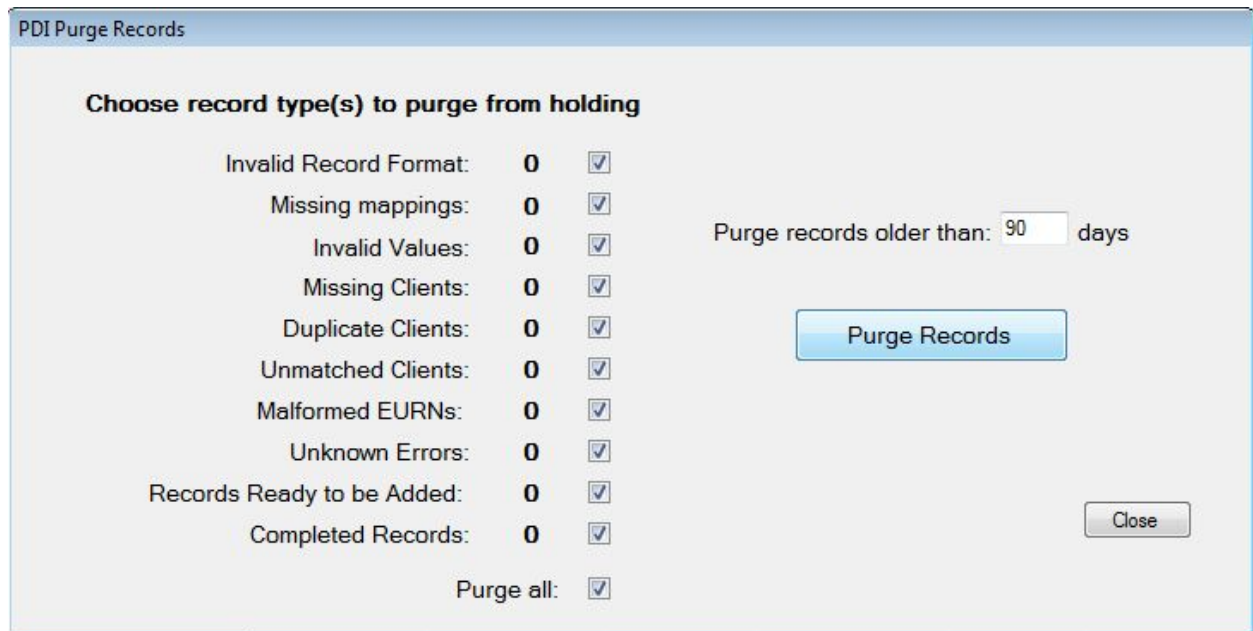 PDI Purge Records
Choose record type(s) to purge from holding
Invalid Record Format: 0
Missing mappings: 0
Invalid Values: 0
Missing Clients: 0
Duplicate Clients: 0
Unmatched Clients: 0
Malformed EURNs: 0
Unknown Errors: 0
Records Ready to be Added: 0
Completed Records: 0
Purge all:
Purge records older than: 90 days
Purge Records
Close